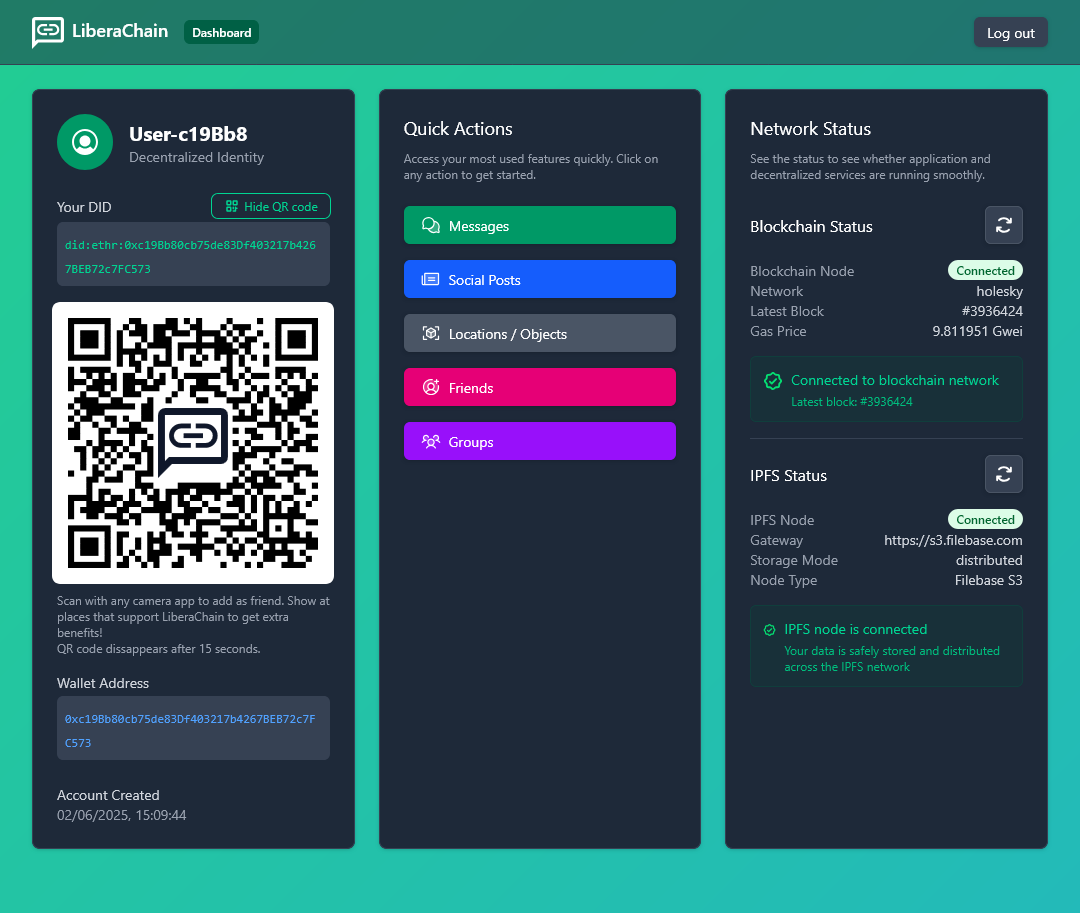 LiberaChain
Dashboard
Log out
User-c19Bb8
Decentralized Identity
Your DID
Hide QR code
did:ethr:0xc19Bb80cb75de83Df403217b426
7BEB72c7FC573
Scan with any camera app to add as friend. Show at
places that support LiberaChain to get extra
benefits!
QR code dissappears after 15 seconds.
Wallet Address
0xc19Bb80cb75de83Df403217b4267BEB72c7F
C573
Account Created
02/06/2025, 15:09:44
Quick Actions
Access your most used features quickly. Click on
any action to get started.
Messages
Social Posts
Locations / Objects
Friends
Groups
Network Status
See the status to see whether application and
decentralized services are running smoothly.
Blockchain Status
Blockchain Node Connected
Network holesky
Latest Block #3936424
Gas Price 9.811951 Gwei
Connected to blockchain network
Latest block: #3936424
IPFS Status
IPFS Node Connected
Gateway https://s3.filebase.com
Storage Mode distributed
Node Type Filebase S3
IPFS node is connected
Your data is safely stored and distributed
across the IPFS network